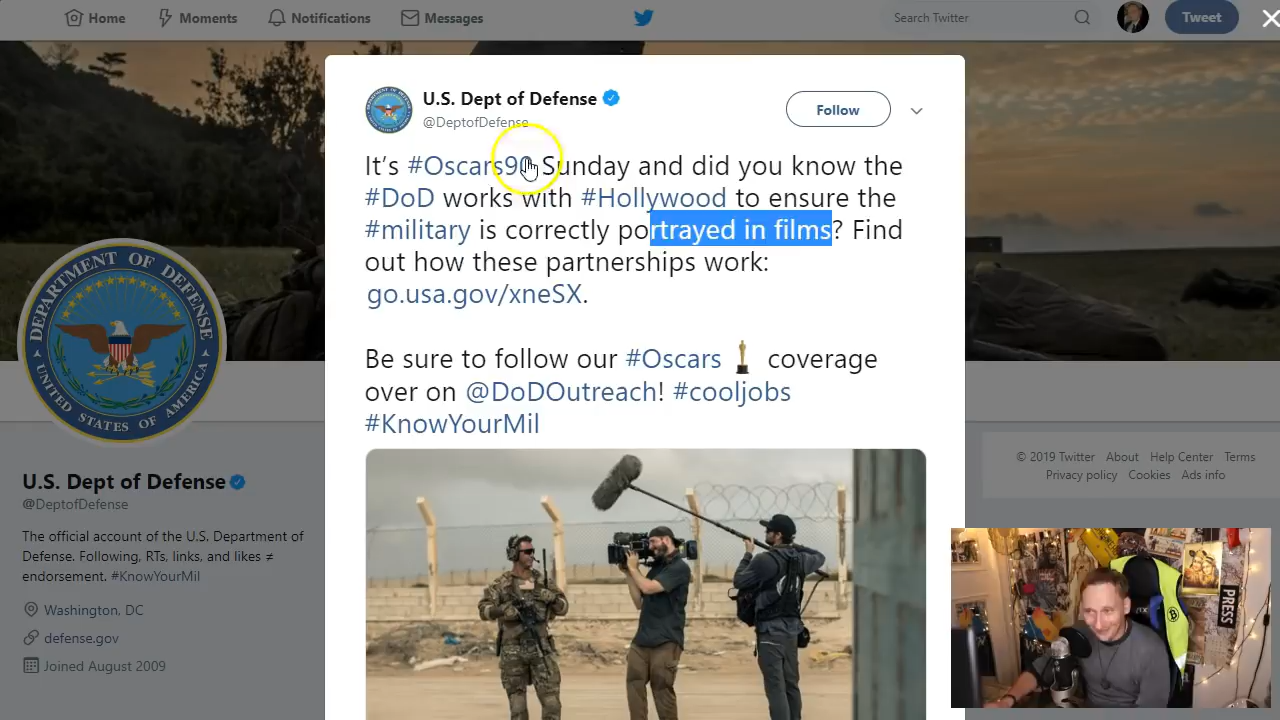 Home Moments Notifications Messages Search Twitter Tweet
U.S. Dept of Defense
@DeptofDefense
Follow
It's #Oscars90 Sunday and did you know the
#DoD works with #Hollywood to ensure the
#military is correctly portrayed in films? Find
out how these partnerships work:
go.usa.gov/xneSX.
Be sure to follow our #Oscars coverage
over on @DoDOutreach! #cooljobs
#KnowYourMil
DEPARTMENT OF DEFENSE
UNITED STATES OF AMERICA
U.S. Dept of Defense
@DeptofDefense
The official account of the U.S. Department of
Defense. Following, RTs, links, and likes ≠
endorsement. #KnowYourMil
Washington, DC
defense.gov
Joined August 2009
© 2019 Twitter About Help Center Terms
Privacy policy Cookies Ads info
PRESS